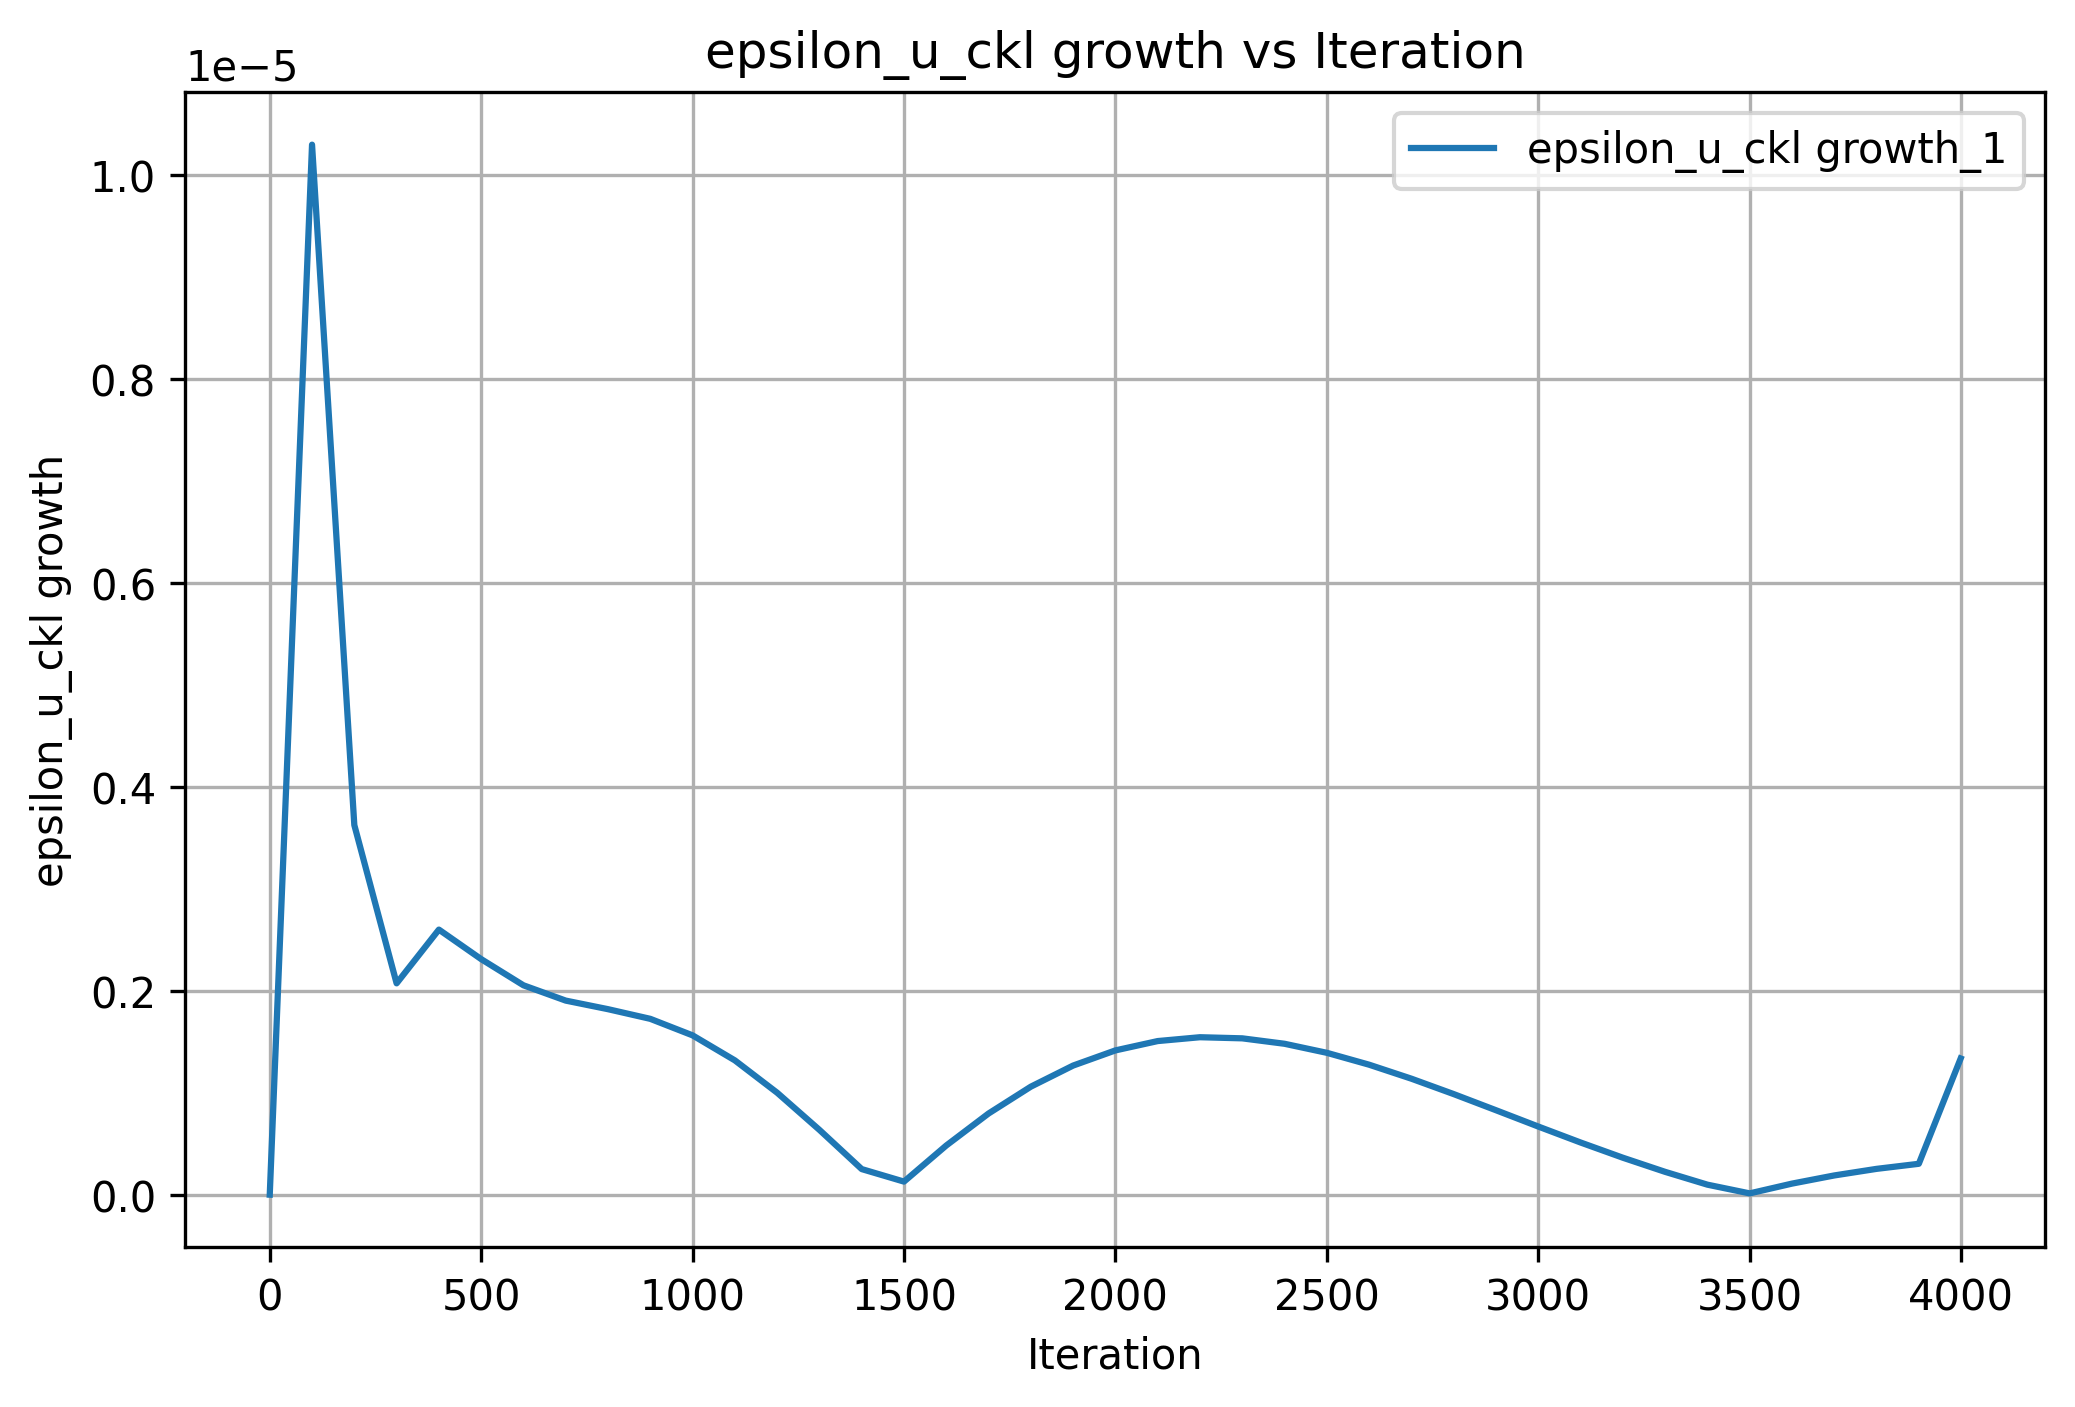 epsilon_u_ckl growth vs Iteration
1e−5
epsilon_u_ckl growth_1
1.0
0.8
0.6
0.4
0.2
0.0
epsilon_u_ckl growth
0 500 1000 1500 2000 2500 3000 3500 4000
Iteration